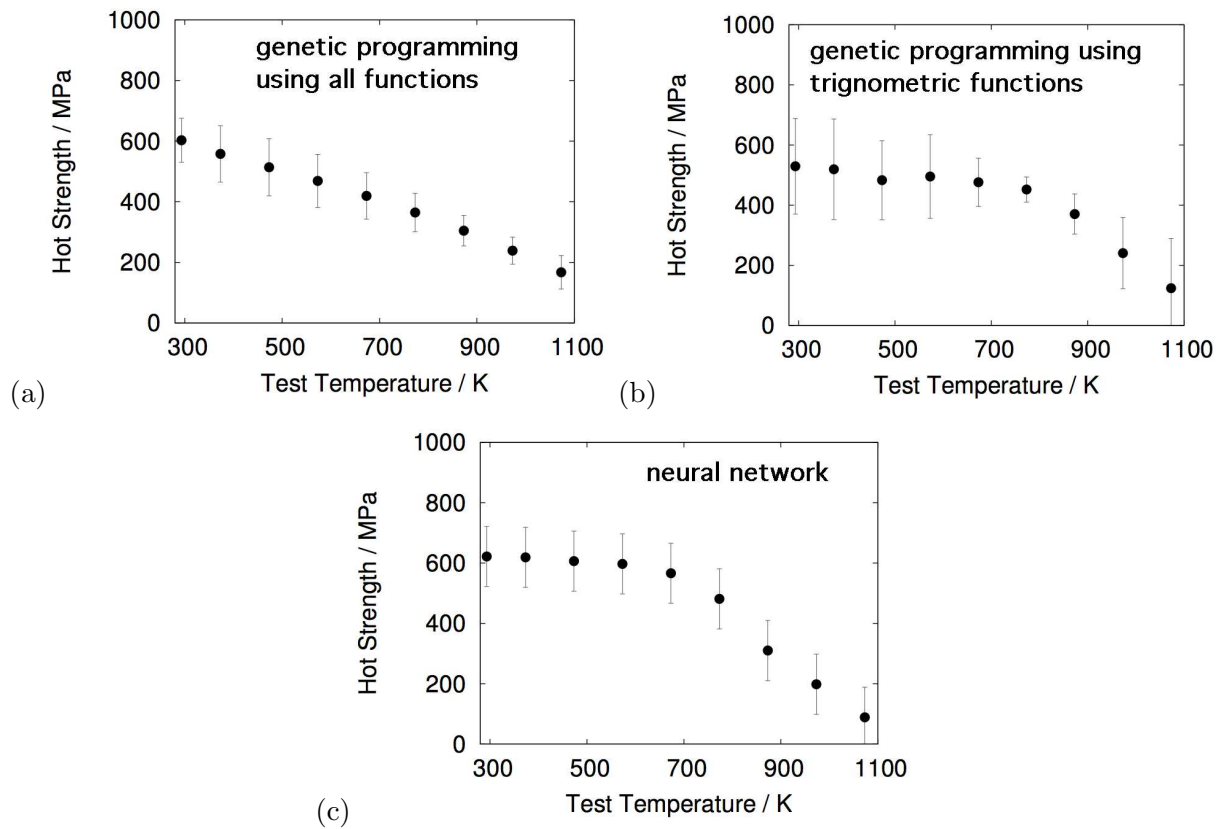 1000
800
600
400
200
0
Hot Strength / MPa
genetic programming
using all functions
300 500 700 900 1100
Test Temperature / K
(a)
1000
800
600
400
200
0
Hot Strength / MPa
genetic programming using
trignometric functions
300 500 700 900 1100
Test Temperature / K
(b)
1000
800
600
400
200
0
Hot Strength / MPa
neural network
300 500 700 900 1100
Test Temperature / K
(c)